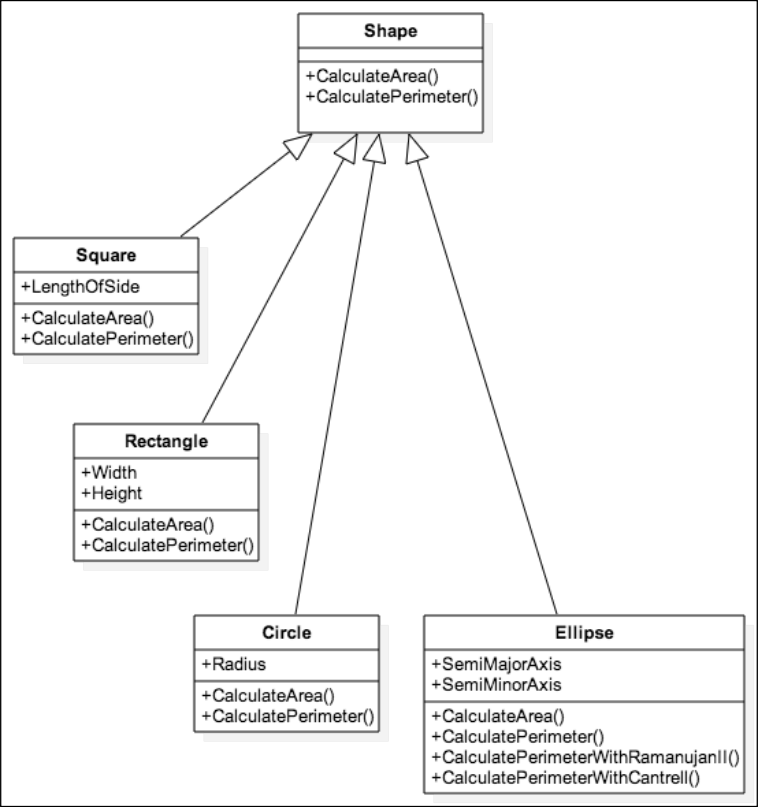 Shape
+CalculateArea()
+CalculatePerimeter()
Square
+LengthOfSide
+CalculateArea()
+CalculatePerimeter()
Rectangle
+Width
+Height
+CalculateArea()
+CalculatePerimeter()
Circle
+Radius
+CalculateArea()
+CalculatePerimeter()
Ellipse
+SemiMajorAxis
+SemiMinorAxis
+CalculateArea()
+CalculatePerimeter()
+CalculatePerimeterWithRamanujanII()
+CalculatePerimeterWithCantrell()